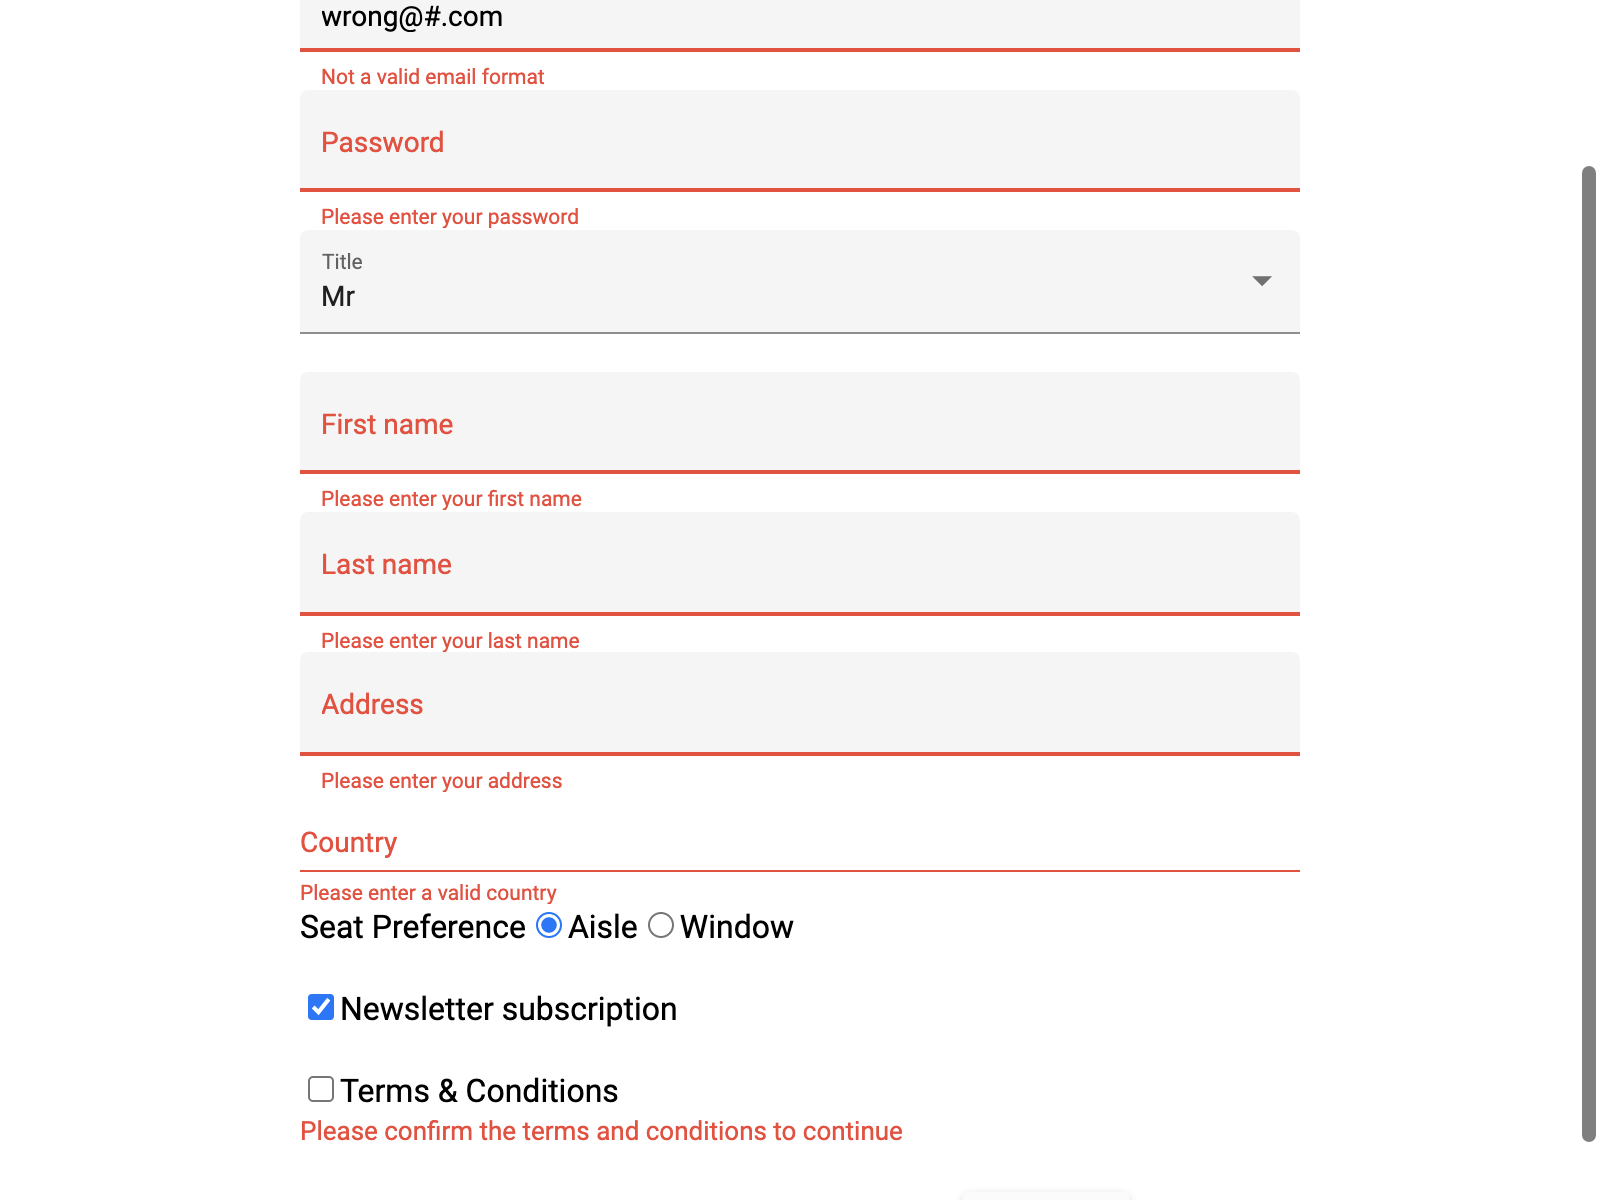 wrong@#.com
Not a valid email format
Password
Please enter your password
Title
Mr
First name
Please enter your first name
Last name
Please enter your last name
Address
Please enter your address
Country
Please enter a valid country
Seat Preference Aisle Window
Newsletter subscription
Terms & Conditions
Please confirm the terms and conditions to continue